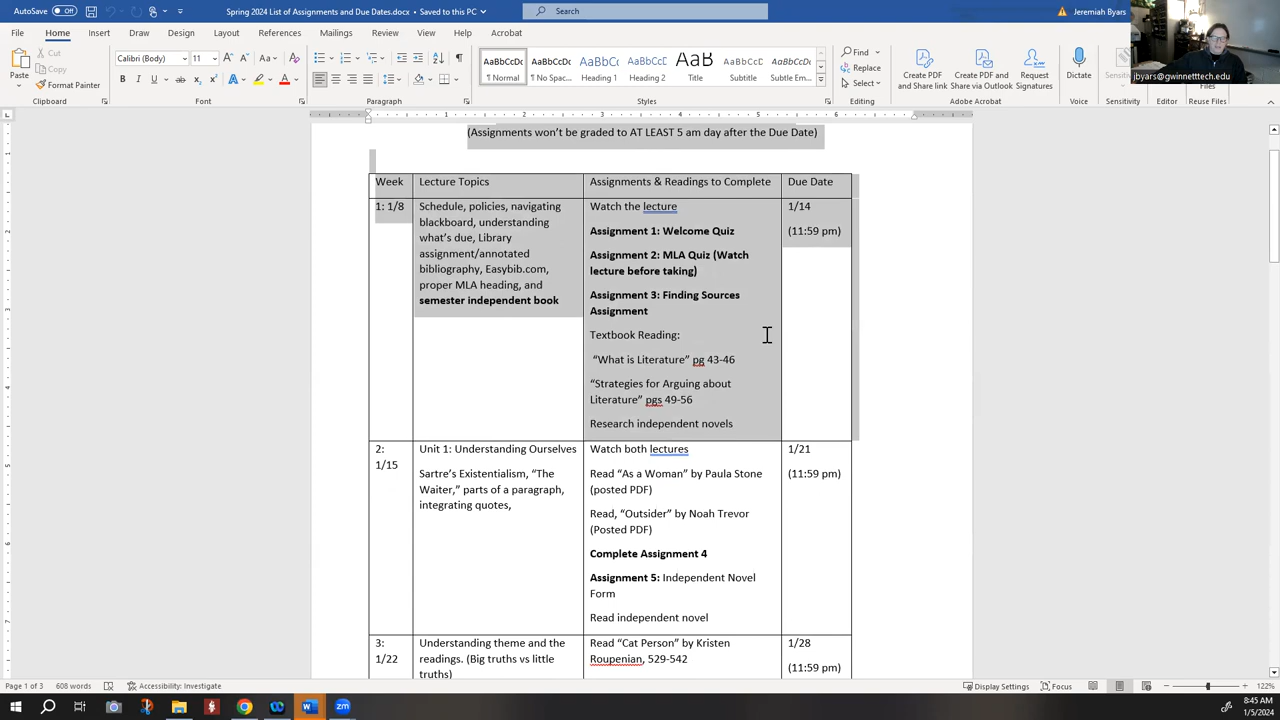 AutoSave Off
Spring 2024 List of Assignments and Due Dates.docx • Saved to this PC
Search
Jeremiah Byars
File Home Insert Draw Design Layout References Mailings Review View Help Acrobat
Paste
Cut
Copy
Format Painter
Clipboard
Calibri (Body) 11
Font
Paragraph
AaBbCcDc AaBbCcDc AaBbCc AaBbCcC AaB AaBbCcC AaBbCcDc
¶ Normal ¶ No Spac... Heading 1 Heading 2 Title Subtitle Subtle Em...
Styles
Find
Replace
Select
Editing
Create PDF and Share link
Create PDF and Share via Outlook
Request Signatures
Adobe Acrobat
Dictate
Voice
Sensitivity
Sensitivity
Editor
Files
Reuse Files
jbyars@gwinnetttech.edu
(Assignments won't be graded to AT LEAST 5 am day after the Due Date)
Week Lecture Topics Assignments & Readings to Complete Due Date
1: 1/8
Schedule, policies, navigating
blackboard, understanding
what's due, Library
assignment/annotated
bibliography, Easybib.com,
proper MLA heading, and
semester independent book
Watch the lecture
Assignment 1: Welcome Quiz
Assignment 2: MLA Quiz (Watch
lecture before taking)
Assignment 3: Finding Sources
Assignment
Textbook Reading:
“What is Literature” pg 43-46
“Strategies for Arguing about
Literature” pgs 49-56
Research independent novels
1/14
(11:59 pm)
2:
1/15
Unit 1: Understanding Ourselves
Sartre's Existentialism, “The
Waiter,” parts of a paragraph,
integrating quotes,
Watch both lectures
Read “As a Woman” by Paula Stone
(posted PDF)
Read, “Outsider” by Noah Trevor
(Posted PDF)
Complete Assignment 4
Assignment 5: Independent Novel
Form
Read independent novel
1/21
(11:59 pm)
3:
1/22
Understanding theme and the
readings. (Big truths vs little
truths)
Read “Cat Person” by Kristen
Roupenian, 529-542
1/28
(11:59 pm)
Page 1 of 3 608 words Accessibility: Investigate
Display Settings Focus 122%
8:45 AM
1/5/2024